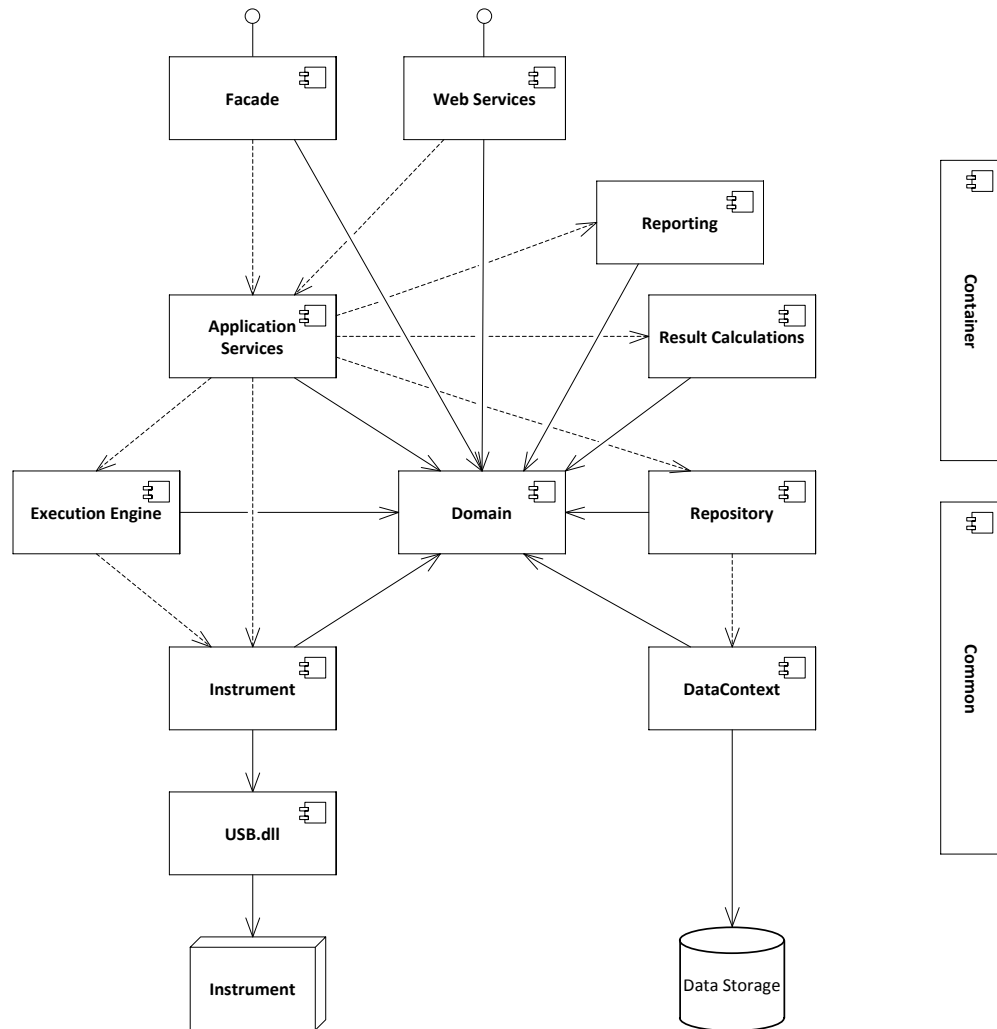 Facade
Web Services
Reporting
Application
Services
Result Calculations
Container
Execution Engine
Domain
Repository
Common
Instrument
DataContext
USB.dll
Instrument
Data Storage